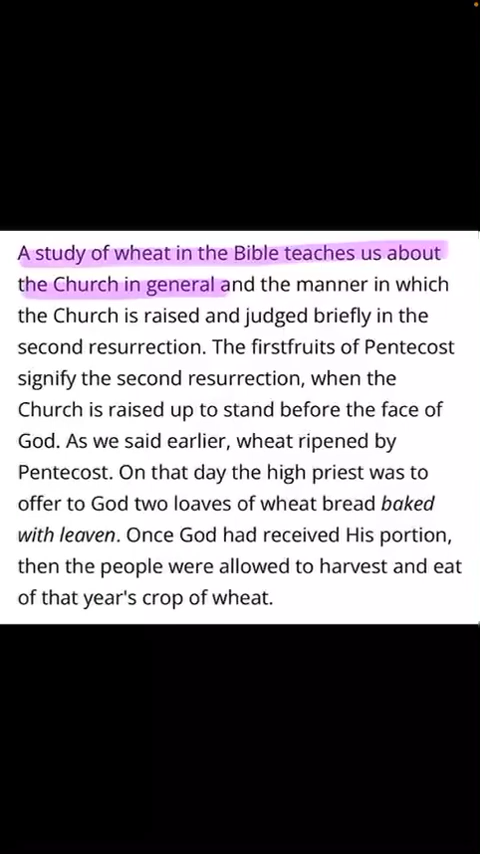 A study of wheat in the Bible teaches us about
the Church in general and the manner in which
the Church is raised and judged briefly in the
second resurrection. The firstfruits of Pentecost
signify the second resurrection, when the
Church is raised up to stand before the face of
God. As we said earlier, wheat ripened by
Pentecost. On that day the high priest was to
offer to God two loaves of wheat bread baked
with leaven. Once God had received His portion,
then the people were allowed to harvest and eat
of that year's crop of wheat.